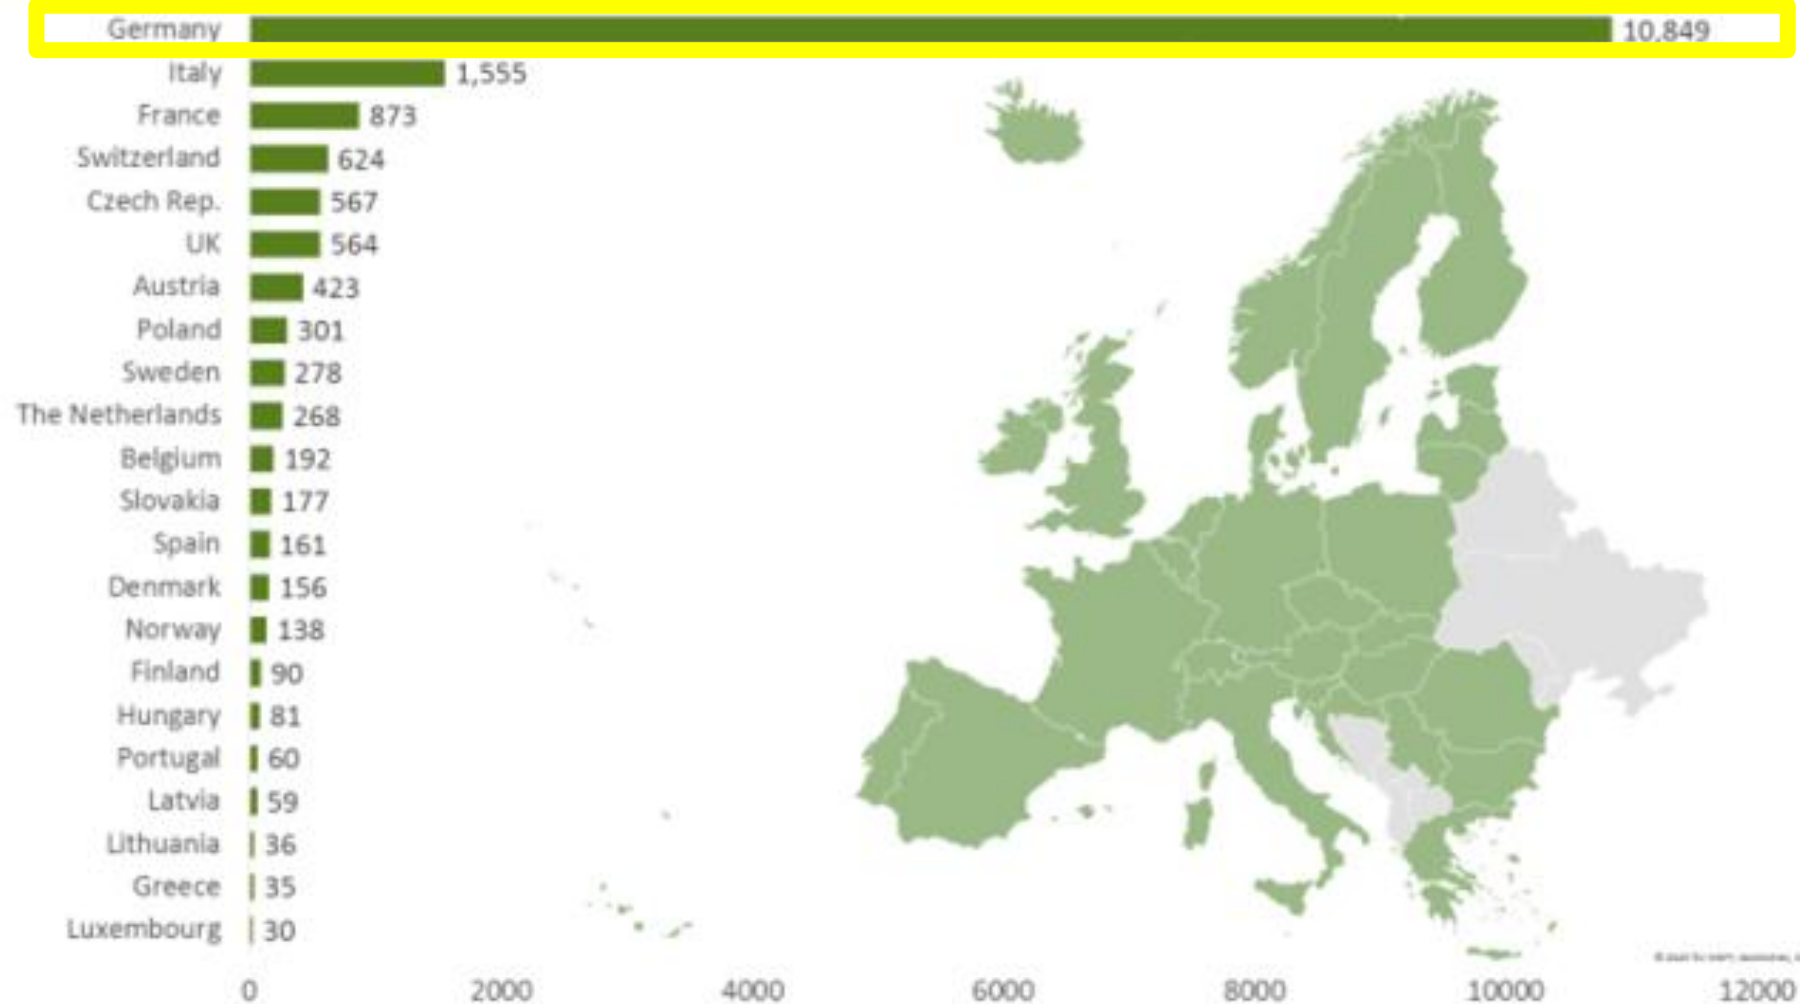 Germany 10,849
Italy 1,555
France 873
Switzerland 624
Czech Rep. 567
UK 564
Austria 423
Poland 301
Sweden 278
The Netherlands 268
Belgium 192
Slovakia 177
Spain 161
Denmark 156
Norway 138
Finland 90
Hungary 81
Portugal 60
Latvia 59
Lithuania 36
Greece 35
Luxembourg 30
0 2000 4000 6000 8000 10000 12000